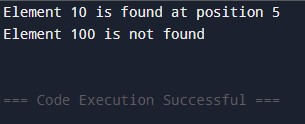 Element 10 is found at position 5
Element 100 is not found
=== Code Execution Successful ===